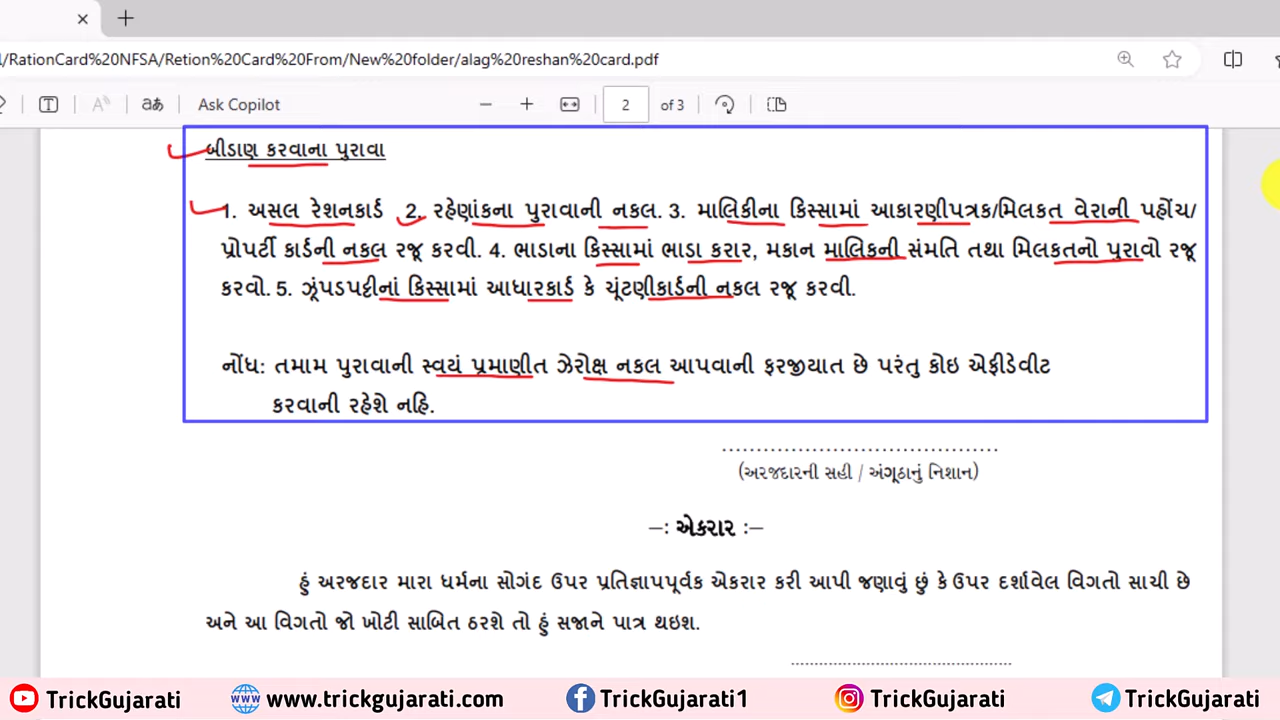 l/RationCard%20NFSA/Retion%20Card%20From/New%20folder/alag%20reshan%20card.pdf
Ask Copilot
2 of 3
બીડાણ કરવાના પુરાવા
1. અસલ રેશનકાર્ડ 2. રહેણાંકના પુરાવાની નકલ. 3. માલિકીના કિસ્સામાં આકારણીપત્રક/મિલકત વેરાની પહોંચ/
પ્રોપર્ટી કાર્ડની નકલ રજૂ કરવી. 4. ભાડાના કિસ્સામાં ભાડા કરાર, મકાન માલિકની સંમતિ તથા મિલકતનો પુરાવો રજૂ
કરવો. 5. ઝૂંપડપટ્ટીનાં કિસ્સામાં આધારકાર્ડ કે ચૂંટણીકાર્ડની નકલ રજૂ કરવી.
નોંધ: તમામ પુરાવાની સ્વયં પ્રમાણીત ઝેરોક્ષ નકલ આપવાની ફરજીયાત છે પરંતુ કોઇ એફીડેવીટ
કરવાની રહેશે નહિ.
(અરજદારની સહી / અંગૂઠાનું નિશાન)
–: એકરાર :–
હું અરજદાર મારા ધર્મના સોગંદ ઉપર પ્રતિજ્ઞાપપૂર્વક એકરાર કરી આપી જણાવું છું કે ઉપર દર્શાવેલ વિગતો સાચી છે
અને આ વિગતો જો ખોટી સાબિત ઠરશે તો હું સજાને પાત્ર થઇશ.
TrickGujarati www.trickgujarati.com TrickGujarati1 TrickGujarati TrickGujarati